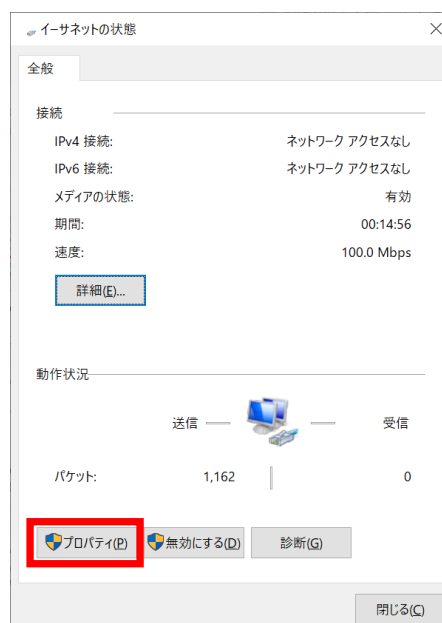 イーサネットの状態
全般
接続
IPv4 接続: ネットワーク アクセスなし
IPv6 接続: ネットワーク アクセスなし
メディアの状態: 有効
期間: 00:14:56
速度: 100.0 Mbps
詳細(E)...
動作状況
送信 受信
パケット: 1,162 0
プロパティ(P) 無効にする(D) 診断(G)
閉じる(C)